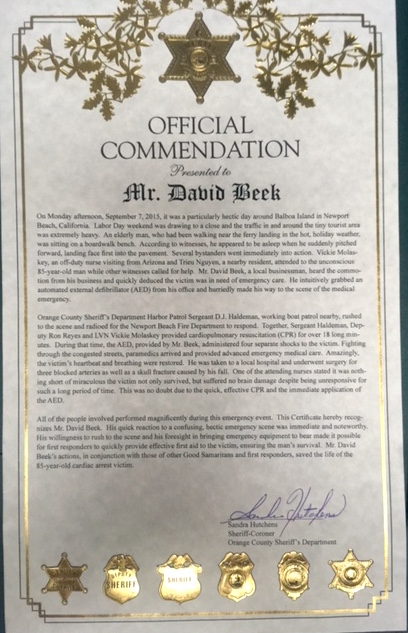 OFFICIAL
COMMENDATION
Presented to
Mr. David Beek
On Monday afternoon, September 7, 2015, it was a particularly hectic day around Balboa Island in Newport
Beach, California. Labor Day weekend was drawing to a close and the traffic in and around the tiny tourist area
was extremely heavy. An elderly man, who had been walking near the ferry landing in the hot, holiday weather,
was sitting on a boardwalk bench. According to witnesses, he appeared to be asleep when he suddenly pitched
forward, landing face first into the pavement. Several bystanders went immediately into action. Vickie Molas-
key, an off-duty nurse visiting from Arizona and Trieu Nguyen, a nearby resident, attended to the unconscious
85-year-old man while other witnesses called for help. Mr. David Beek, a local businessman, heard the commo-
tion from his business and quickly deduced the victim was in need of emergency care. He intuitively grabbed an
automated external defibrillator (AED) from his office and hurriedly made his way to the scene of the medical
emergency.
Orange County Sheriff's Department Harbor Patrol Sergeant D.J. Haldeman, working boat patrol nearby, rushed
to the scene and radioed for the Newport Beach Fire Department to respond. Together, Sergeant Haldeman, Dep-
uty Ron Reyes and LVN Vickie Molaskey provided cardiopulmonary resuscitation (CPR) for over 18 long min-
utes. During that time, the AED, provided by Mr. Beek, administered four separate shocks to the victim. Fighting
through the congested streets, paramedics arrived and provided advanced emergency medical care. Amazingly,
the victim's heartbeat and breathing were restored. He was taken to a local hospital and underwent surgery for
three blocked arteries as well as a skull fracture caused by his fall. One of the attending nurses stated it was noth-
ing short of miraculous the victim not only survived, but suffered no brain damage despite being unresponsive for
such a long period of time. This was no doubt due to the quick, effective CPR and the immediate application of
the AED.
All of the people involved performed magnificently during this emergency event. This Certificate hereby recog-
nizes Mr. David Beek. His quick reaction to a confusing, hectic emergency scene was immediate and noteworthy.
His willingness to rush to the scene and his foresight in bringing emergency equipment to bear made it possible
for first responders to quickly provide effective first aid to the victim, ensuring the man's survival. Mr. David
Beek's actions, in conjunction with those of other Good Samaritans and first responders, saved the life of the
85-year-old cardiac arrest victim.
Sandra Hutchens
Sandra Hutchens
Sheriff-Coroner
Orange County Sheriff's Department
SHERIFF
SHERIFF